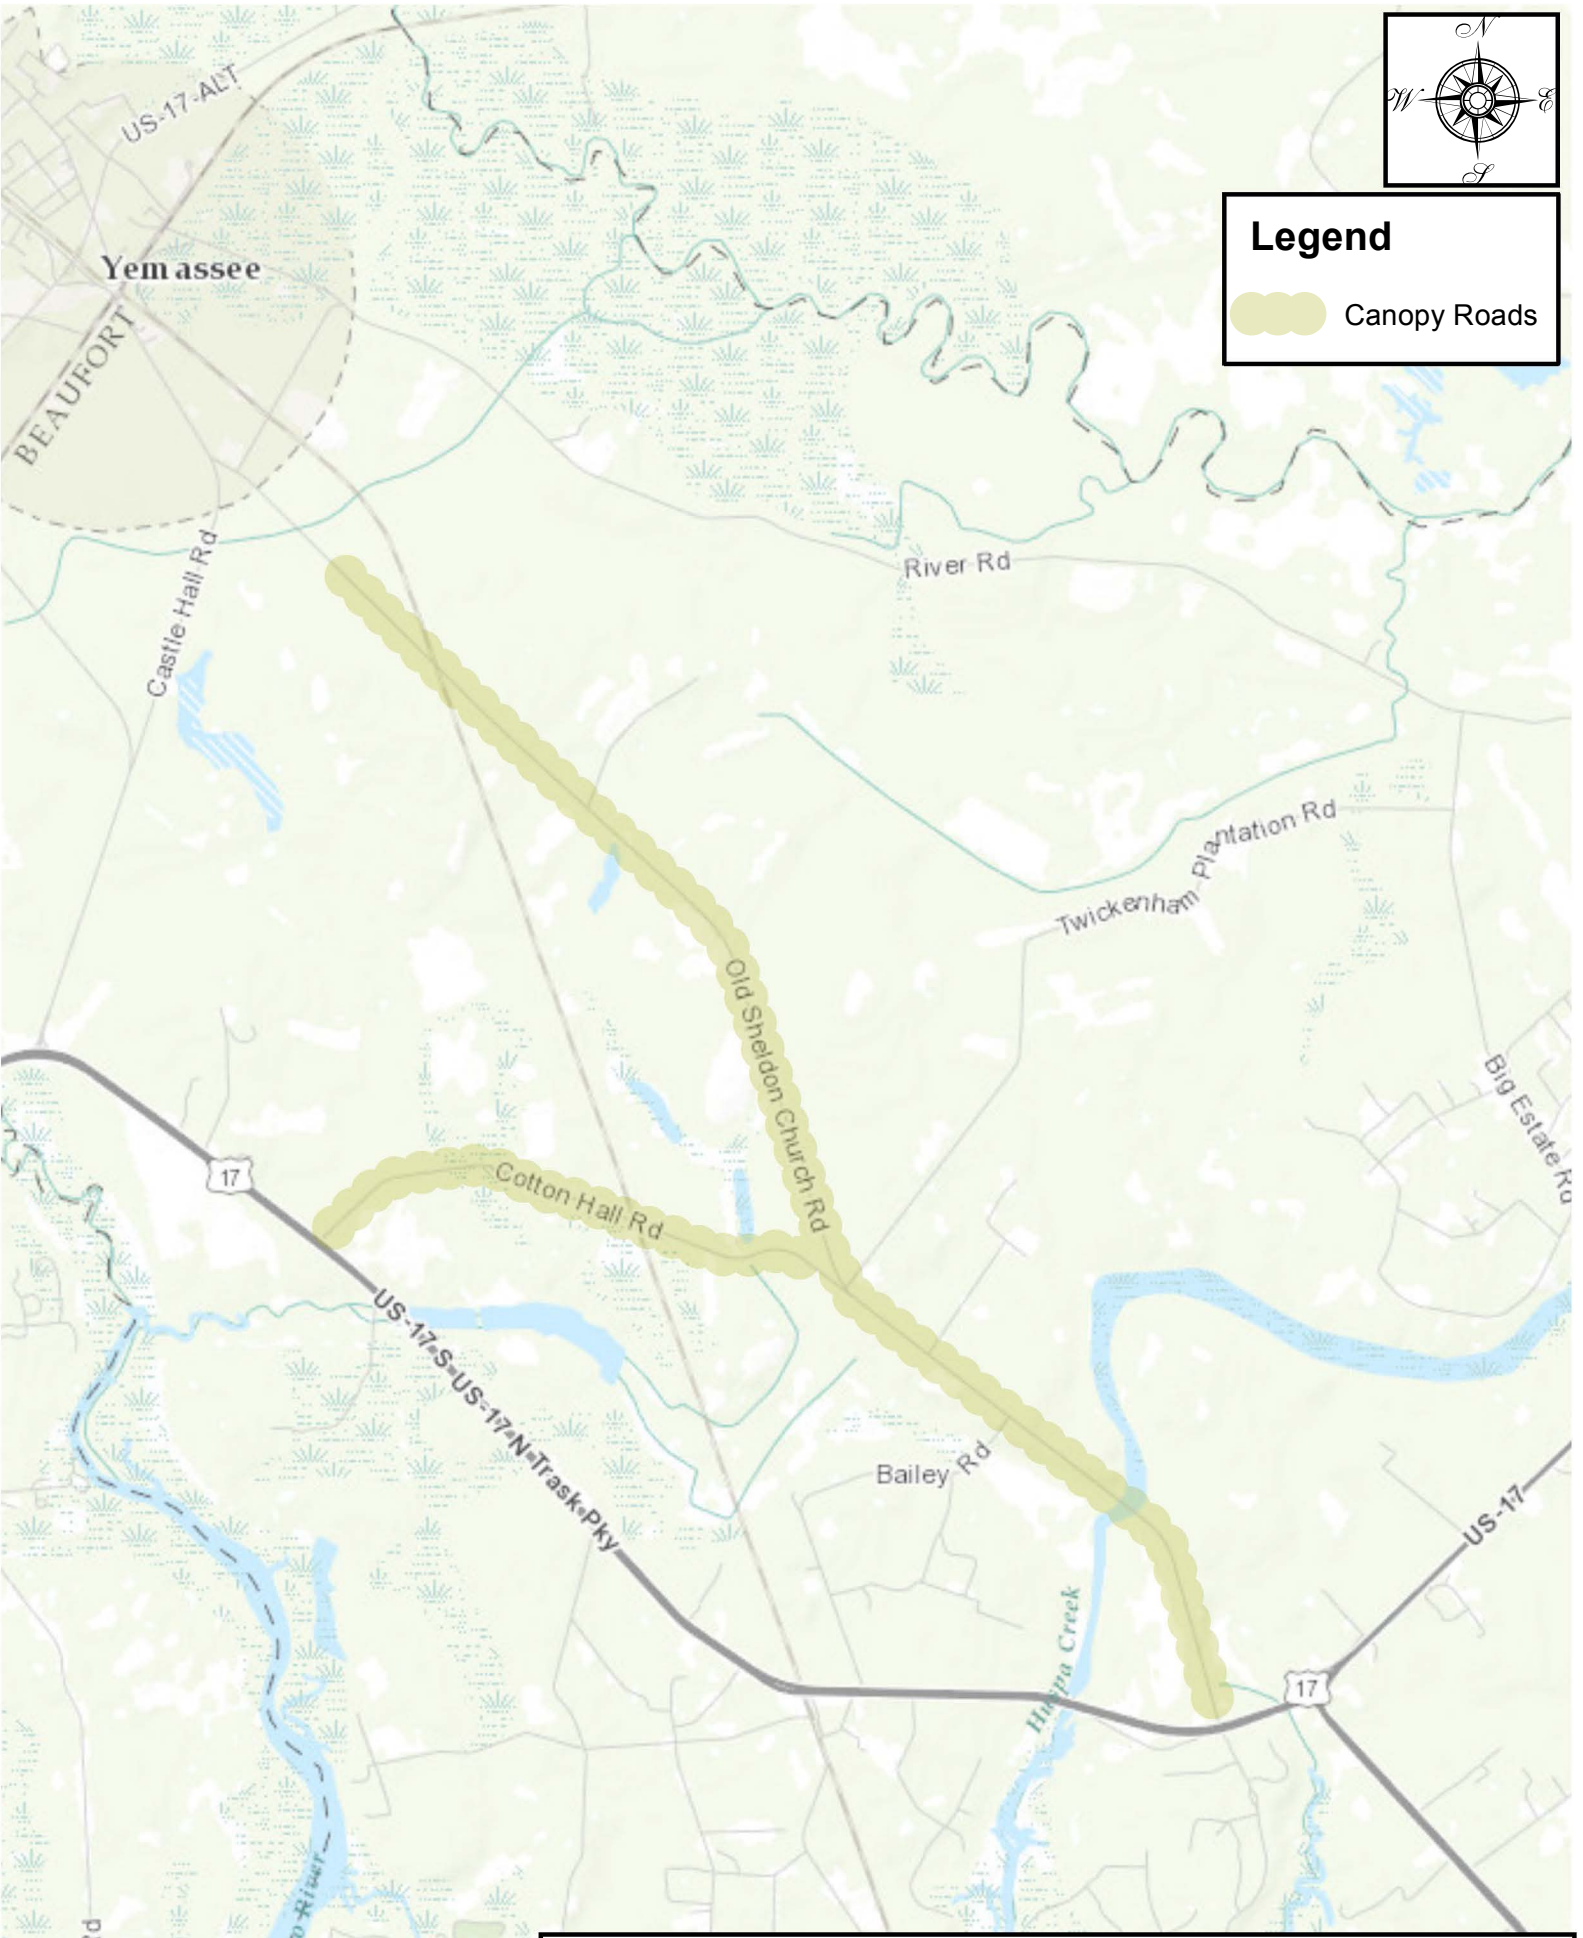 N
W
E
S
US-17-ALT
Legend
Yemassee
Canopy Roads
BEAUFORT
River Rd
Castle Hall Rd
Twickenham Plantation Rd
Old Sheldon Church Rd
Big Estate Rd
17
Cotton Hall Rd
US-17-S-US-17-N-Trask-Pky
Bailey Rd
US-17
Huspa Creek
17
River